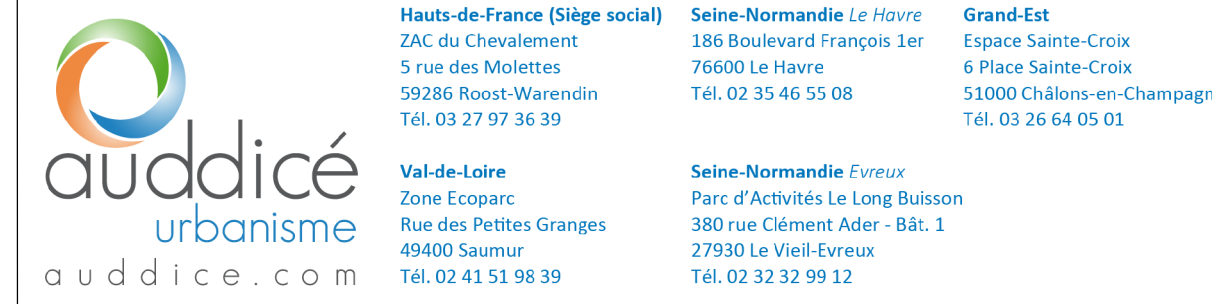 auddicé
urbanisme
auddice.com
Hauts-de-France (Siège social)
ZAC du Chevalement
5 rue des Molettes
59286 Roost-Warendin
Tél. 03 27 97 36 39
Seine-Normandie Le Havre
186 Boulevard François 1er
76600 Le Havre
Tél. 02 35 46 55 08
Grand-Est
Espace Sainte-Croix
6 Place Sainte-Croix
51000 Châlons-en-Champagn
Tél. 03 26 64 05 01
Val-de-Loire
Zone Ecoparc
Rue des Petites Granges
49400 Saumur
Tél. 02 41 51 98 39
Seine-Normandie Evreux
Parc d’Activités Le Long Buisson
380 rue Clément Ader - Bât. 1
27930 Le Vieil-Evreux
Tél. 02 32 32 99 12